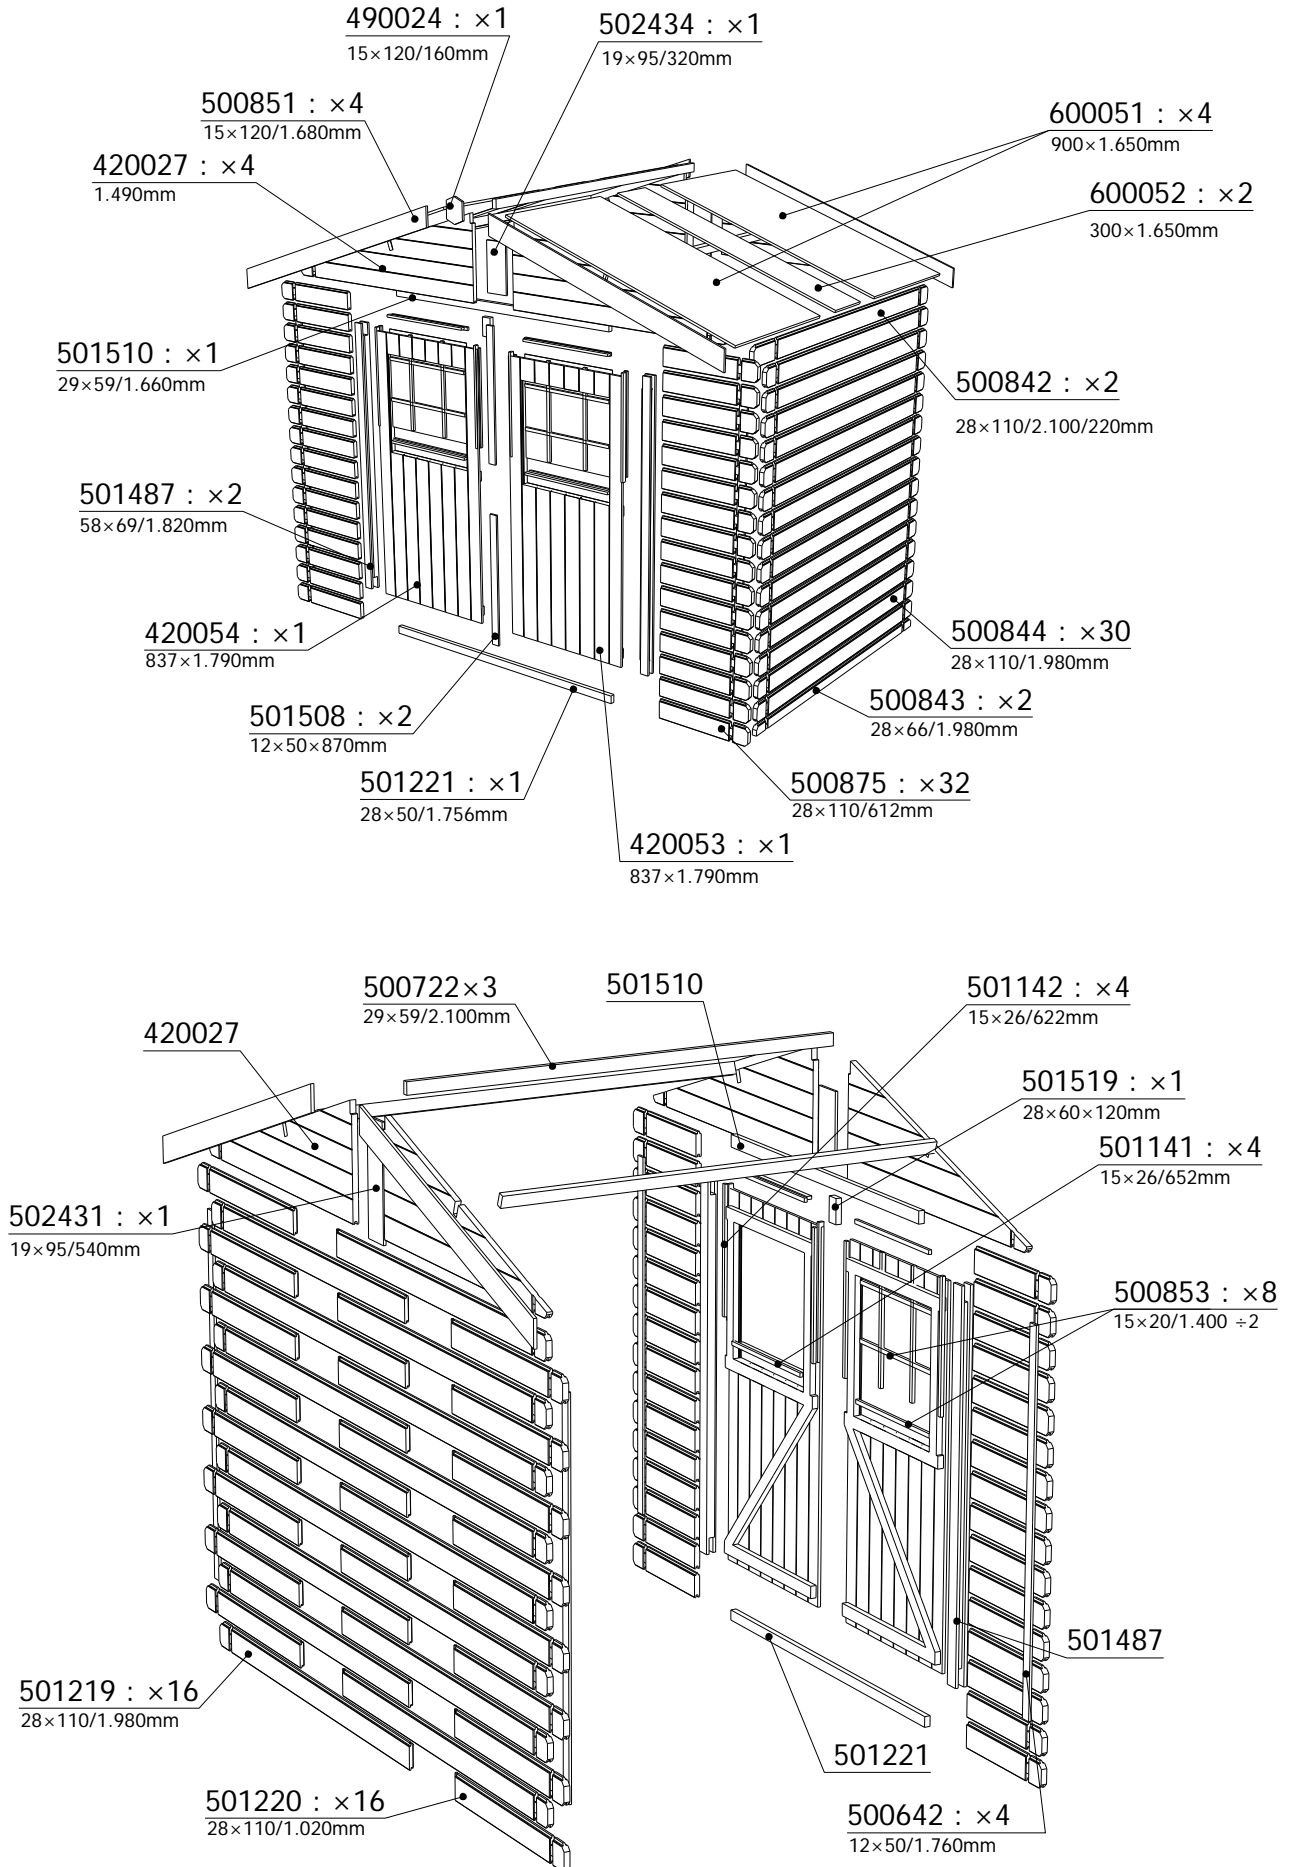 490024 : ×1
15×120/160mm
502434 : ×1
19×95/320mm
500851 : ×4
15×120/1.680mm
600051 : ×4
900×1.650mm
420027 : ×4
1.490mm
600052 : ×2
300×1.650mm
501510 : ×1
29×59/1.660mm
500842 : ×2
28×110/2.100/220mm
501487 : ×2
58×69/1.820mm
420054 : ×1
837×1.790mm
500844 : ×30
28×110/1.980mm
501508 : ×2
12×50×870mm
500843 : ×2
28×66/1.980mm
501221 : ×1
28×50/1.756mm
500875 : ×32
28×110/612mm
420053 : ×1
837×1.790mm
500722×3
29×59/2.100mm
501510
501142 : ×4
15×26/622mm
420027
501519 : ×1
28×60×120mm
501141 : ×4
15×26/652mm
502431 : ×1
19×95/540mm
500853 : ×8
15×20/1.400 ÷2
501487
501219 : ×16
28×110/1.980mm
501221
501220 : ×16
28×110/1.020mm
500642 : ×4
12×50/1.760mm